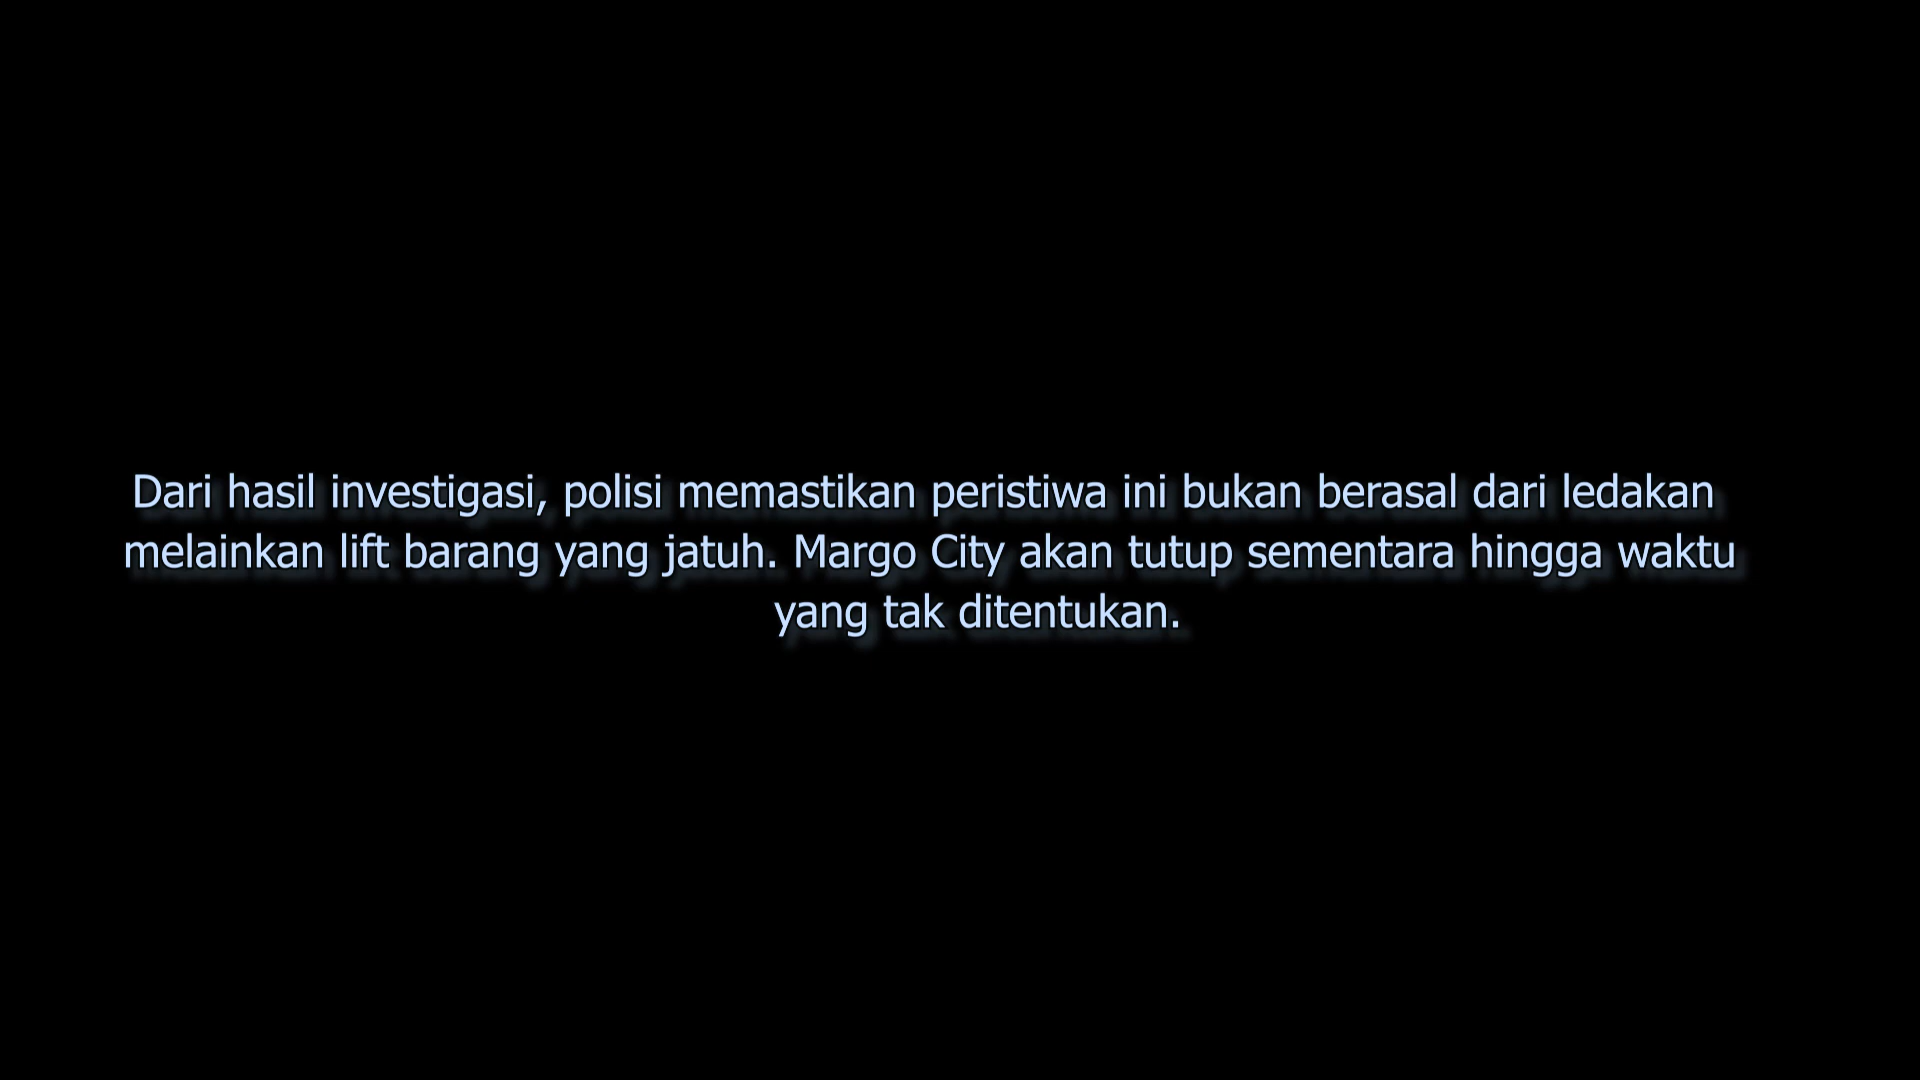 Dari hasil investigasi, polisi memastikan peristiwa ini bukan berasal dari ledakan
melainkan lift barang yang jatuh. Margo City akan tutup sementara hingga waktu
yang tak ditentukan.